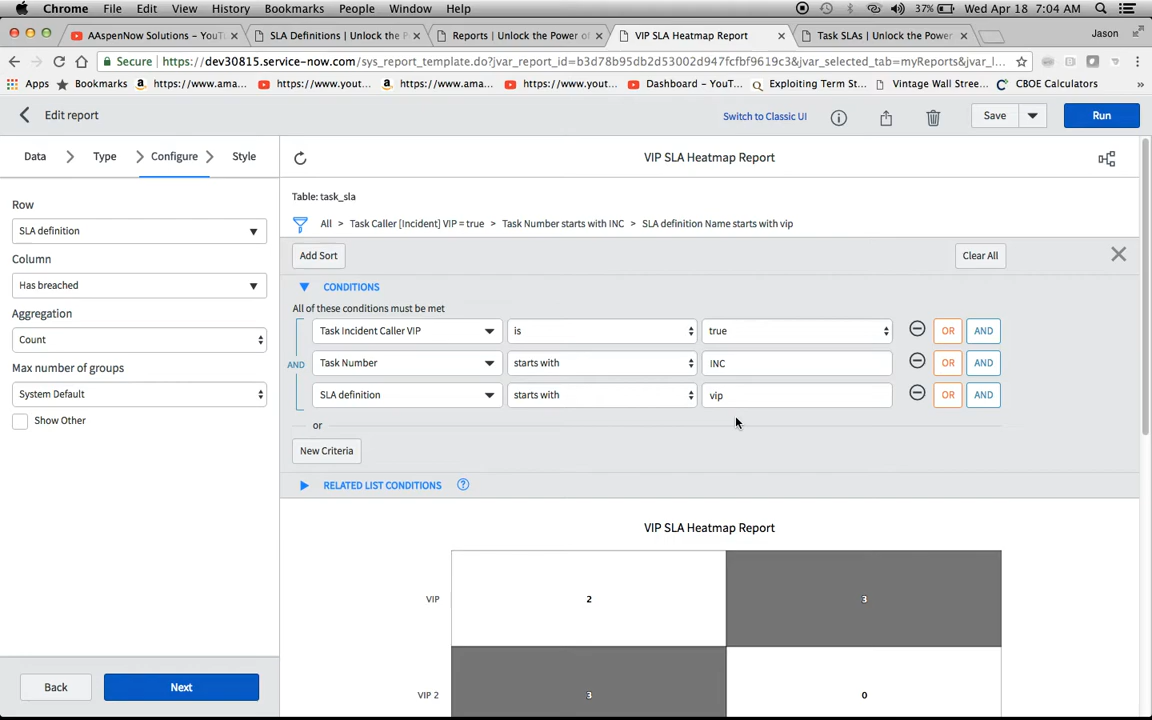 Chrome File Edit View History Bookmarks People Window Help 37% Wed Apr 18 7:04 AM
AAspenNow Solutions – YouTu SLA Definitions | Unlock the Po Reports | Unlock the Power of VIP SLA Heatmap Report Task SLAs | Unlock the Power Jason
Secure https://dev30815.service-now.com/sys_report_template.do?jvar_report_id=b3d78b95db2d53002d947fcfbf9619c3&jvar_selected_tab=myReports&jvar_l...
Apps Bookmarks https://www.ama... https://www.yout... https://www.ama... https://www.yout... Dashboard – YouT... Exploiting Term St... Vintage Wall Stree... CBOE Calculators »
Edit report Switch to Classic UI Save Run
Data Type Configure Style
VIP SLA Heatmap Report
Row
SLA definition
Column
Has breached
Aggregation
Count
Max number of groups
System Default
Show Other
Back Next
Table: task_sla
All > Task Caller [Incident] VIP = true > Task Number starts with INC > SLA definition Name starts with vip
Add Sort Clear All
CONDITIONS
All of these conditions must be met
Task Incident Caller VIP is true OR AND
AND
Task Number starts with INC OR AND
SLA definition starts with vip OR AND
or
New Criteria
RELATED LIST CONDITIONS ?
VIP SLA Heatmap Report
VIP 2 3
VIP 2 3 0